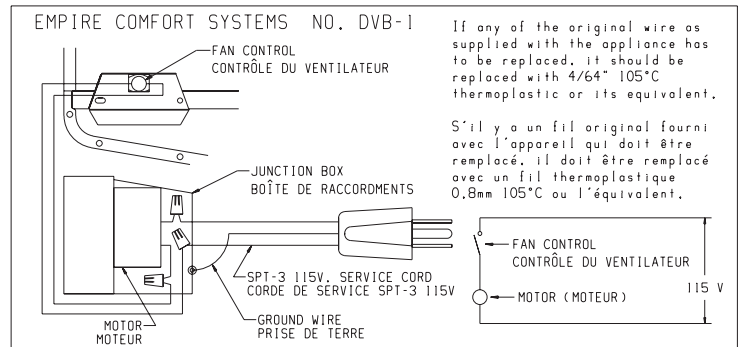 EMPIRE COMFORT SYSTEMS NO. DVB-1
FAN CONTROL
CONTRÔLE DU VENTILATEUR
JUNCTION BOX
BOÎTE DE RACCORDMENTS
SPT-3 115V. SERVICE CORD
CORDE DE SERVICE SPT-3 115V
GROUND WIRE
PRISE DE TERRE
MOTOR
MOTEUR
If any of the original wire as
supplied with the appliance has
to be replaced, it should be
replaced with 4/64" 105°C
thermoplastic or its equivalent.
S'il y a un fil original fourni
avec l'appareil qui doit être
remplacé, il doit être remplacé
avec un fil thermoplastique
0.8mm 105°C ou l'équivalent.
FAN CONTROL
CONTRÔLE DU VENTILATEUR
MOTOR (MOTEUR)
115 V